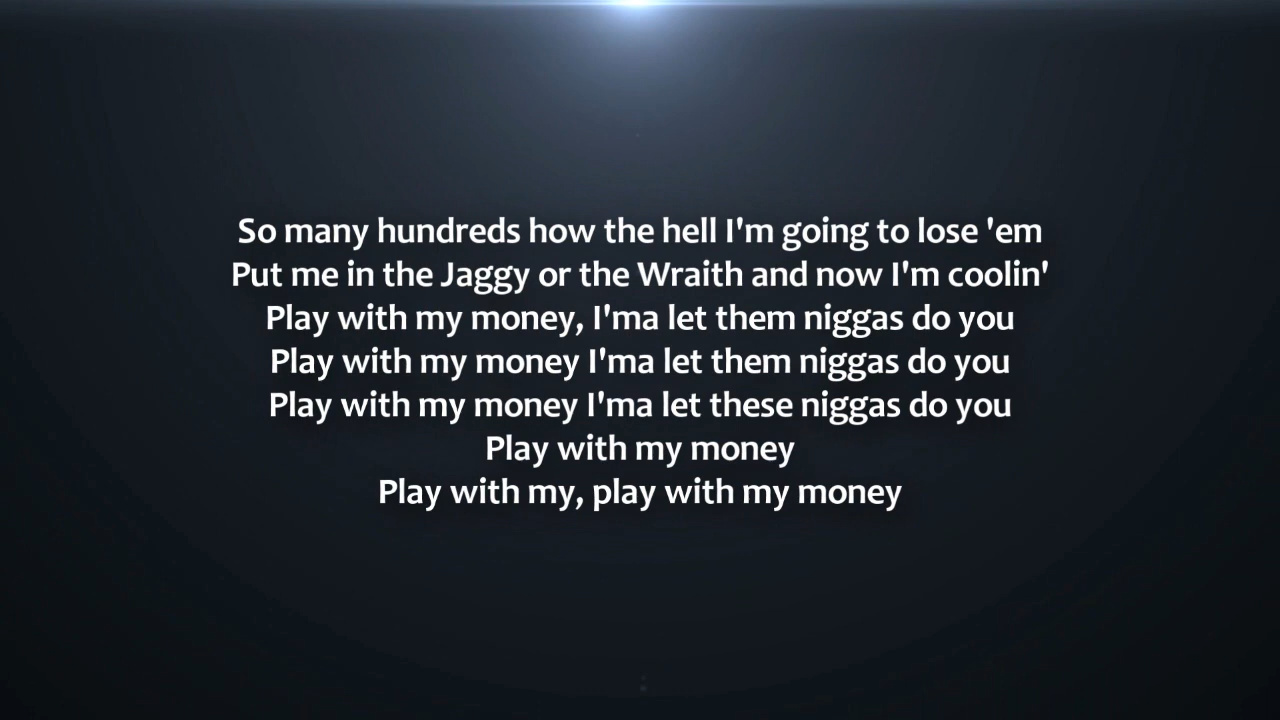 So many hundreds how the hell I'm going to lose 'em
Put me in the Jaggy or the Wraith and now I'm coolin'
Play with my money, I'ma let them niggas do you
Play with my money I'ma let them niggas do you
Play with my money I'ma let these niggas do you
Play with my money
Play with my, play with my money